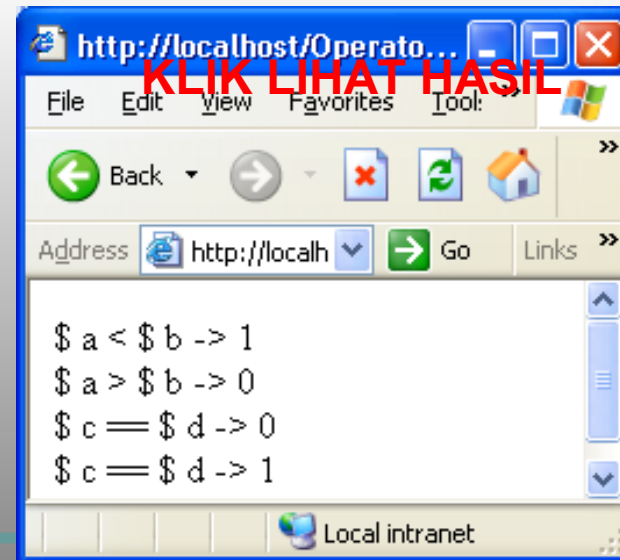 http://localhost/Operato...
KLIK LIHAT HASIL
File Edit View Favorites Tool: »
Back »
Address http://localh Go Links »
$ a < $ b -> 1
$ a > $ b -> 0
$ c == $ d -> 0
$ c == $ d -> 1
Local intranet